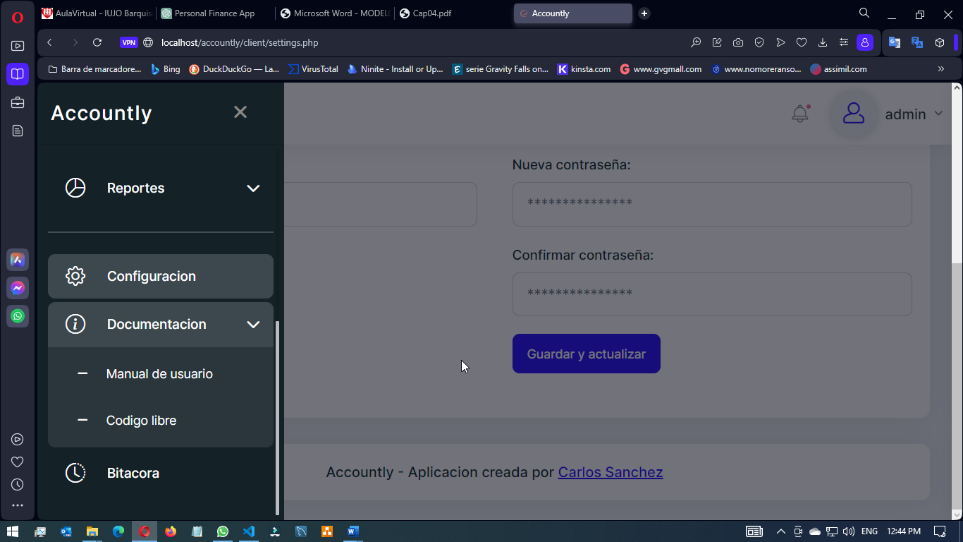 AulaVirtual - IUJO Barquis
Personal Finance App
Microsoft Word - MODEL
Cap04.pdf
Accountly
VPN
localhost/accountly/client/settings.php
Barra de marcadore...
Bing
DuckDuckGo — La...
VirusTotal
Ninite - Install or Up...
serie Gravity Falls on...
kinsta.com
www.gvgmall.com
www.nomoreranso...
assimil.com
»
Accountly
admin
Reportes
Nueva contraseña:
***************
Configuracion
Confirmar contraseña:
***************
Documentacion
Guardar y actualizar
Manual de usuario
Codigo libre
Bitacora
Accountly - Aplicacion creada por Carlos Sanchez
ENG
12:44 PM